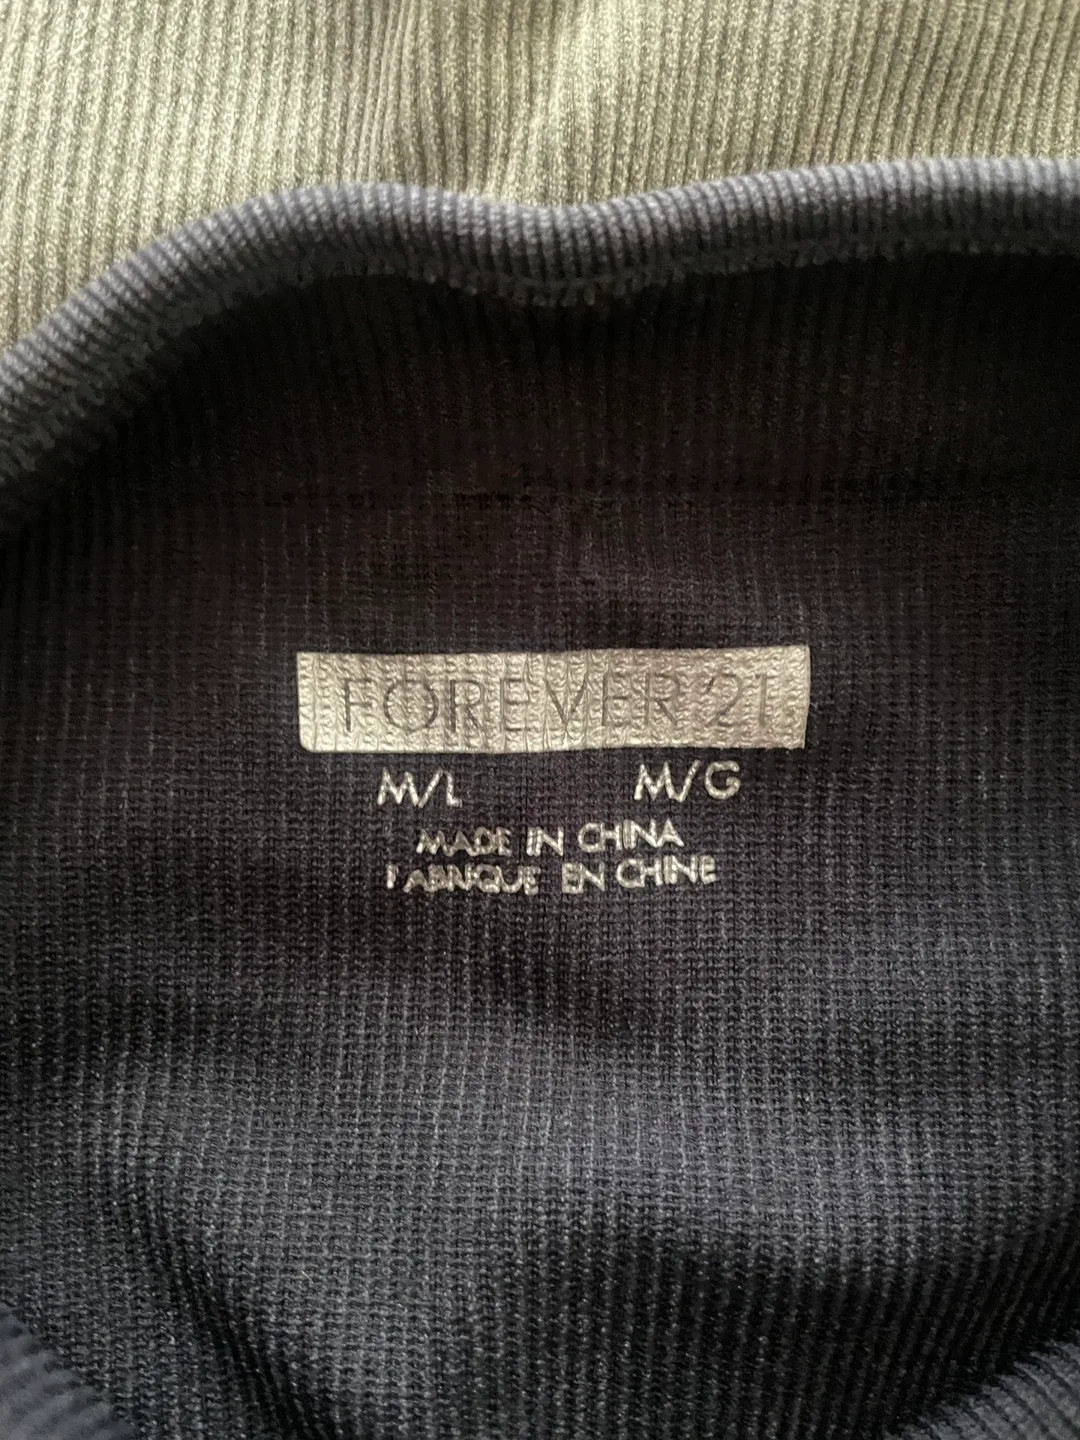 FOREVER 21
M/L M/G
MADE IN CHINA
FABRIQUE EN CHINE